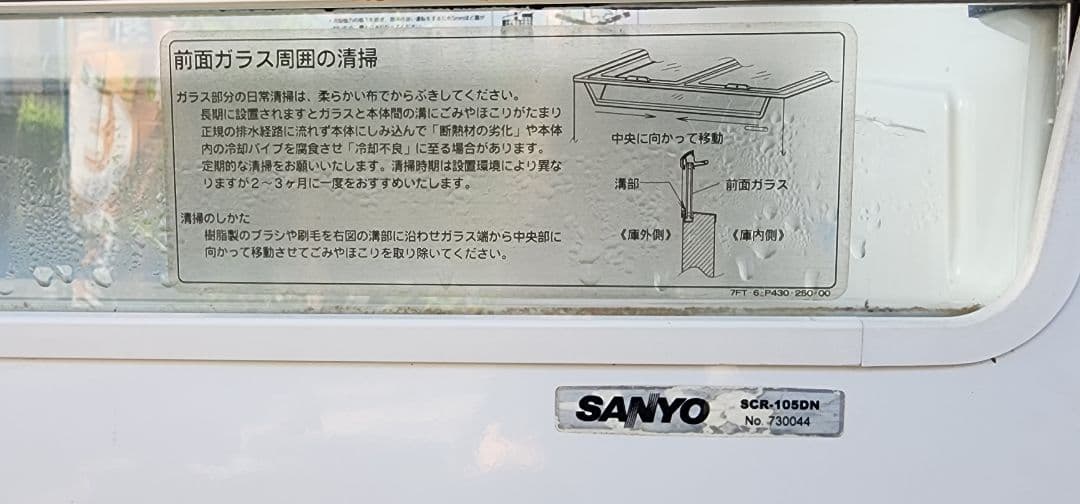 前面ガラス周囲の清掃
ガラス部分の日常清掃は、柔らかい布でからぶきしてください。
長期に設置されますとガラスと本体間の溝にごみやほこりがたまり
正規の排水経路に流れず本体にしみ込んで「断熱材の劣化」や本体
内の冷却パイプを腐食させ「冷却不良」に至る場合があります。
定期的な清掃をお願いいたします。清掃時期は設置環境により異な
りますが2～3ヶ月に一度をおすすめいたします。
清掃のしかた
樹脂製のブラシや刷毛を右図の溝部に沿わせガラス端から中央部に
向かって移動させてごみやほこりを取り除いてください。
中央に向かって移動
溝部
前面ガラス
《庫外側》
《庫内側》
7FT-6-P430-250-00
SANYO
SCR-105DN
No. 730044